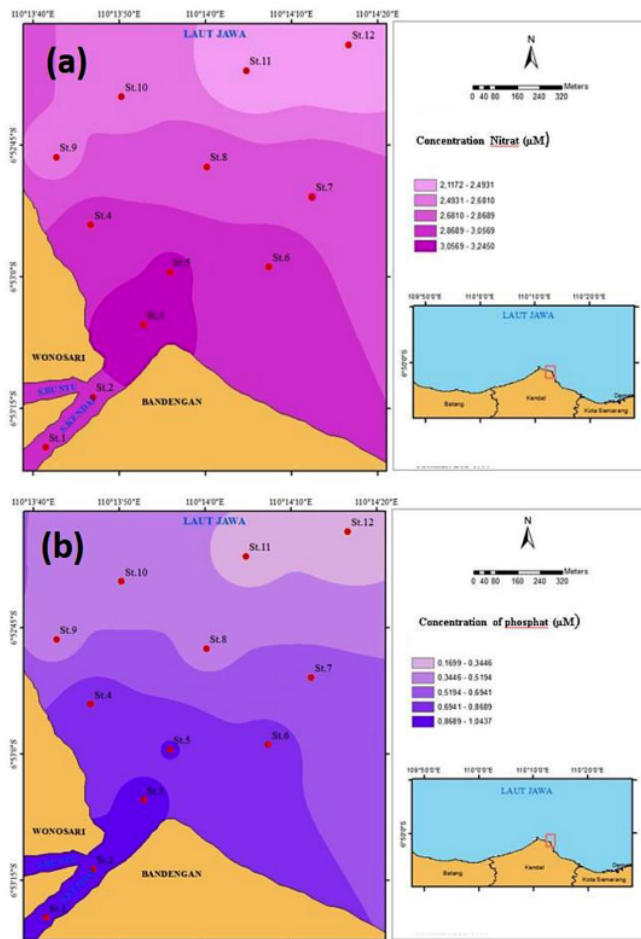 110°13'40"E 110°13'50"E 110°14'0"E 110°14'10"E 110°14'20"E
(a)
LAUT JAWA
St.12
St.11
St.10
6°52'45"S
St.9
St.8
St.7
St.4
6°53'0"S
St.5
St.6
St.3
WONOSARI
S.BUNTU
St.2
S.KENDAL
6°53'15"S
BANDENGAN
St.1
N
Meters
0 40 80 160 240 320
Concentration Nitrat (µM)
2,1172 - 2,4931
2,4931 - 2,6810
2,6810 - 2,8689
2,8689 - 3,0569
3,0569 - 3,2450
109°50'0"E 110°0'0"E 110°10'0"E 110°20'0"E
LAUT JAWA
6°50'0"S
Batang
Kendal
Kota Semarang
110°13'40"E 110°13'50"E 110°14'0"E 110°14'10"E 110°14'20"E
(b)
LAUT JAWA
St.12
St.11
St.10
6°52'45"S
St.9
St.8
St.7
St.4
6°53'0"S
St.5
St.6
St.3
WONOSARI
St.2
6°53'15"S
BANDENGAN
St.1
N
Meters
0 40 80 160 240 320
Concentration of phosphat (µM)
0,1699 - 0,3446
0,3446 - 0,5194
0,5194 - 0,6941
0,6941 - 0,8689
0,8689 - 1,0437
109°50'0"E 110°0'0"E 110°10'0"E 110°20'0"E
LAUT JAWA
6°50'0"S
Batang
Kendal
Kota Semarang